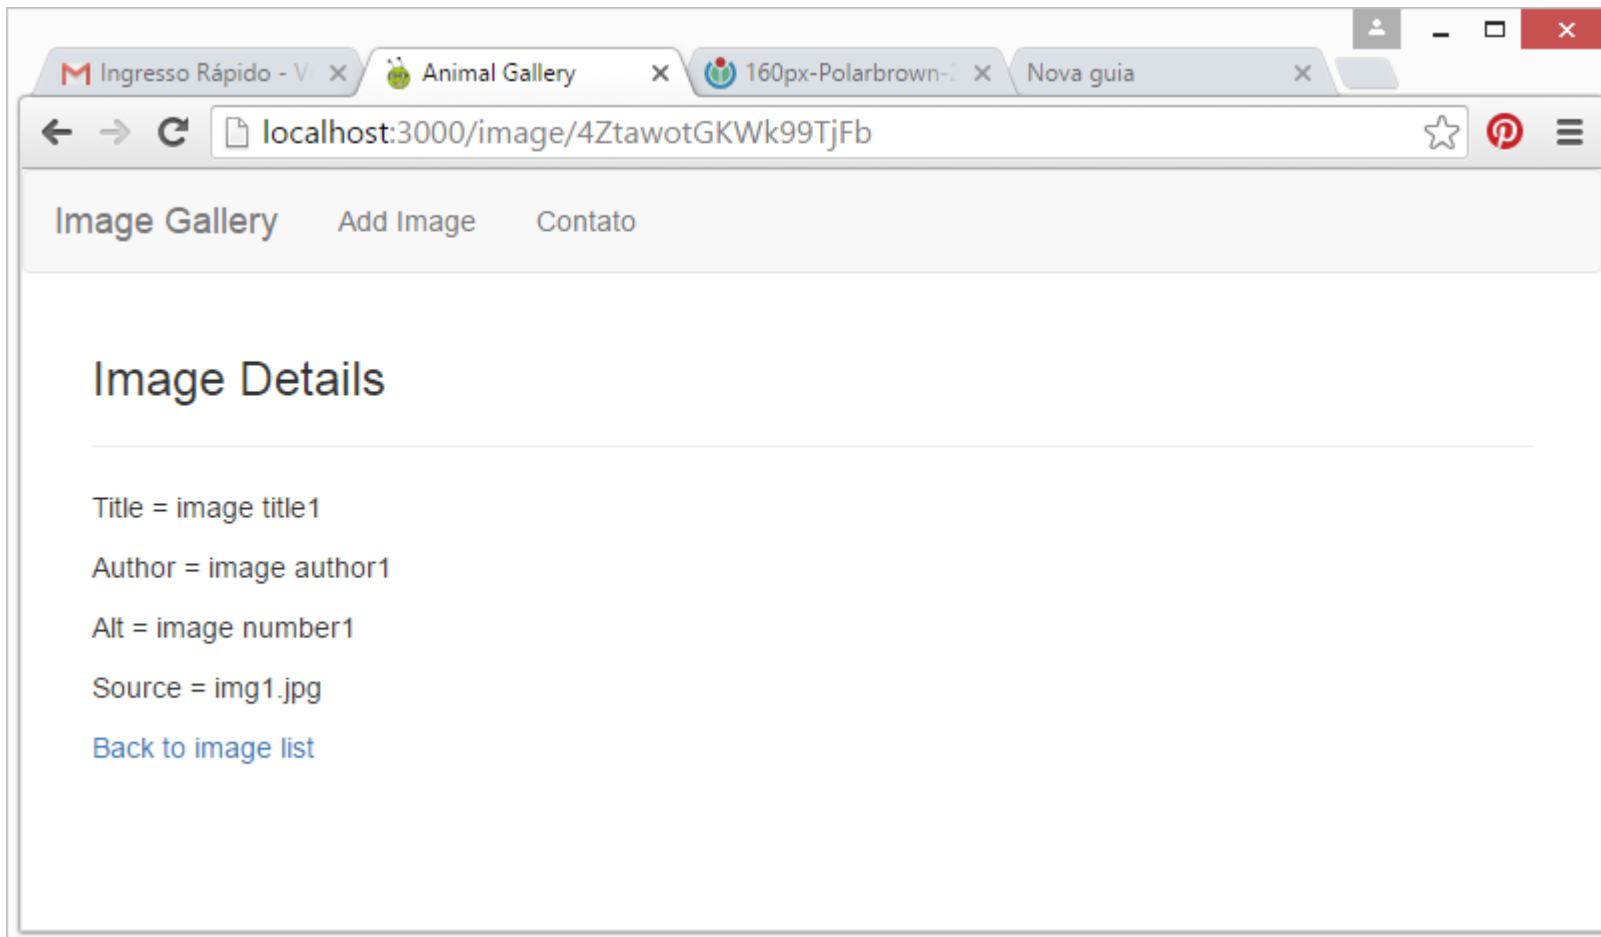 Ingresso Rápido - V
Animal Gallery
160px-Polarbrown-2
Nova guia
localhost:3000/image/4ZtawotGKWk99TjFb
Image Gallery
Add Image
Contato
Image Details
Title = image title1
Author = image author1
Alt = image number1
Source = img1.jpg
Back to image list